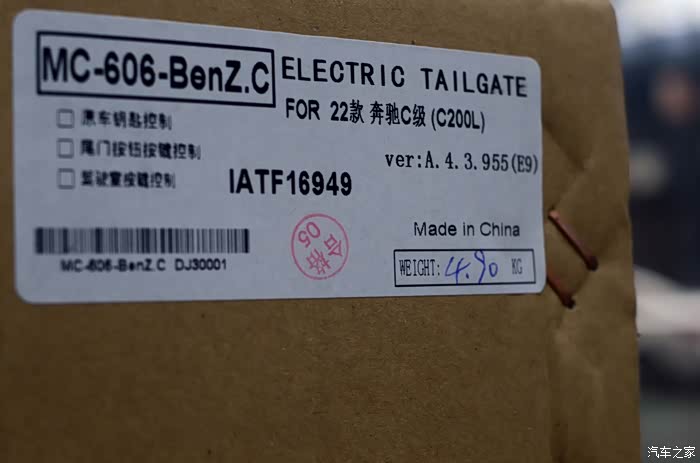 MC-606-BenZ.C
ELECTRIC TAILGATE
FOR 22款 奔驰C级 (C200L)
原车钥匙控制
尾门按钮按键控制
驾驶室按键控制
ver:A.4.3.955(E9)
IATF16949
合格
05
Made in China
WEIGHT: 4.90 KG
MC-606-BenZ.C DJ30001
汽车之家